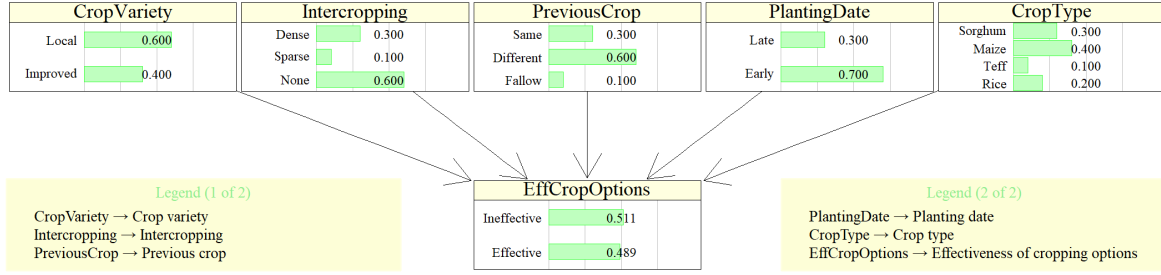 CropVariety
Local 0.600
Improved 0.400
Intercropping
Dense 0.300
Sparse 0.100
None 0.600
PreviousCrop
Same 0.300
Different 0.600
Fallow 0.100
PlantingDate
Late 0.300
Early 0.700
CropType
Sorghum 0.300
Maize 0.400
Teff 0.100
Rice 0.200
EffCropOptions
Ineffective 0.511
Effective 0.489
Legend (1 of 2)
CropVariety → Crop variety
Intercropping → Intercropping
PreviousCrop → Previous crop
Legend (2 of 2)
PlantingDate → Planting date
CropType → Crop type
EffCropOptions → Effectiveness of cropping options